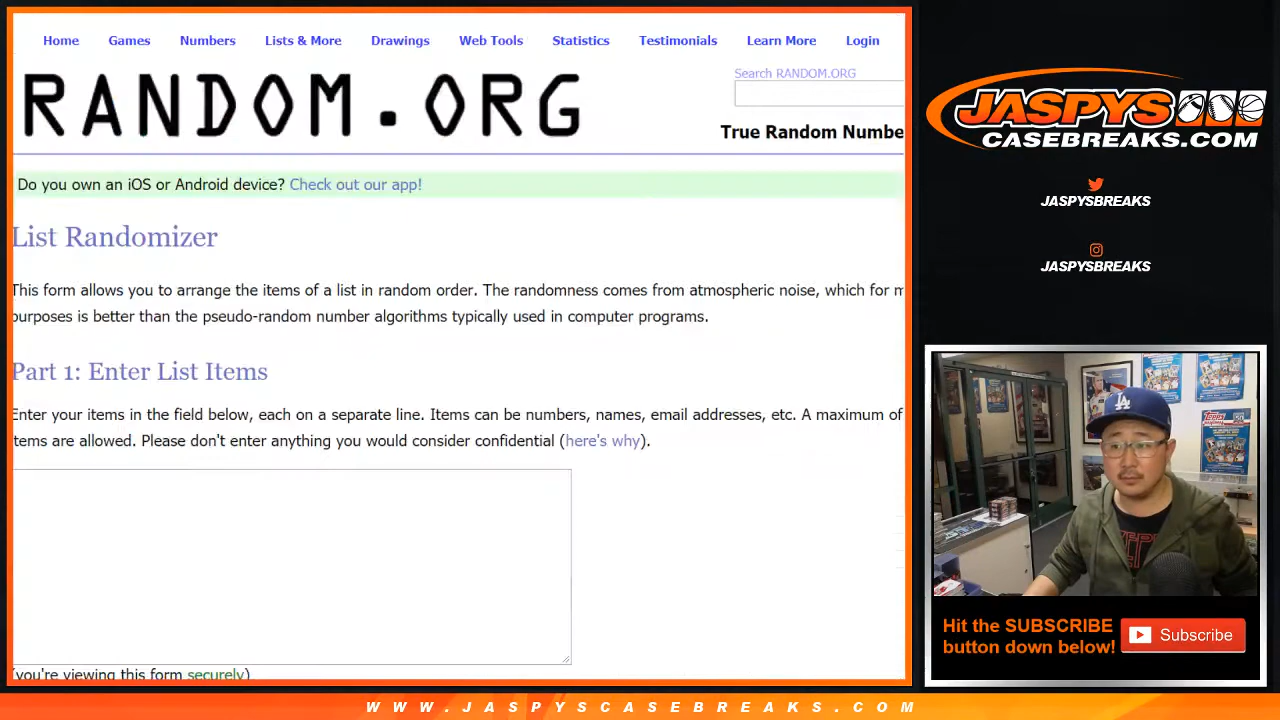 Home Games Numbers Lists & More Drawings Web Tools Statistics Testimonials Learn More Login
RANDOM.ORG
Search RANDOM.ORG
True Random Numbe
Do you own an iOS or Android device? Check out our app!
List Randomizer
This form allows you to arrange the items of a list in random order. The randomness comes from atmospheric noise, which for m
purposes is better than the pseudo-random number algorithms typically used in computer programs.
Part 1: Enter List Items
Enter your items in the field below, each on a separate line. Items can be numbers, names, email addresses, etc. A maximum of
items are allowed. Please don't enter anything you would consider confidential (here's why).
(you're viewing this form securely)
JASPYS
CASEBREAKS.COM
JASPYSBREAKS
JASPYSBREAKS
LA
Topps
Hit the SUBSCRIBE
button down below!
Subscribe
WWW.JASPYSCASEBREAKS.COM